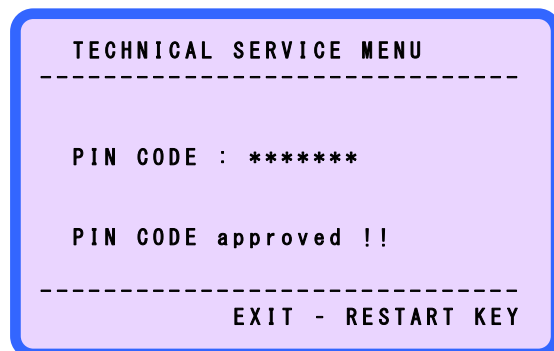 TECHNICAL SERVICE MENU
------------------------------
PIN CODE : *******
PIN CODE approved !!
------------------------------
EXIT - RESTART KEY